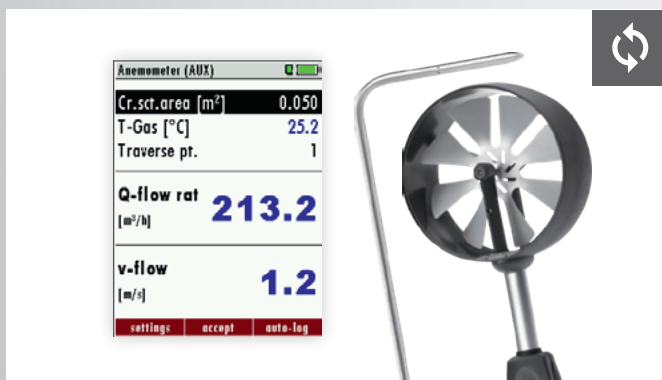 Anemometer (AUX)
Cr.sct.area [m²] 0.050
T-Gas [°C] 25.2
Traverse pt. 1
Q-flow rat 213.2
[m³/h]
v-flow 1.2
[m/s]
settings accept auto-log